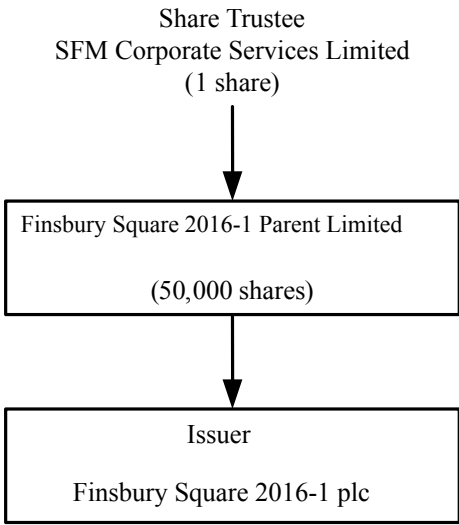 Share Trustee
SFM Corporate Services Limited
(1 share)
Finsbury Square 2016-1 Parent Limited
(50,000 shares)
Issuer
Finsbury Square 2016-1 plc